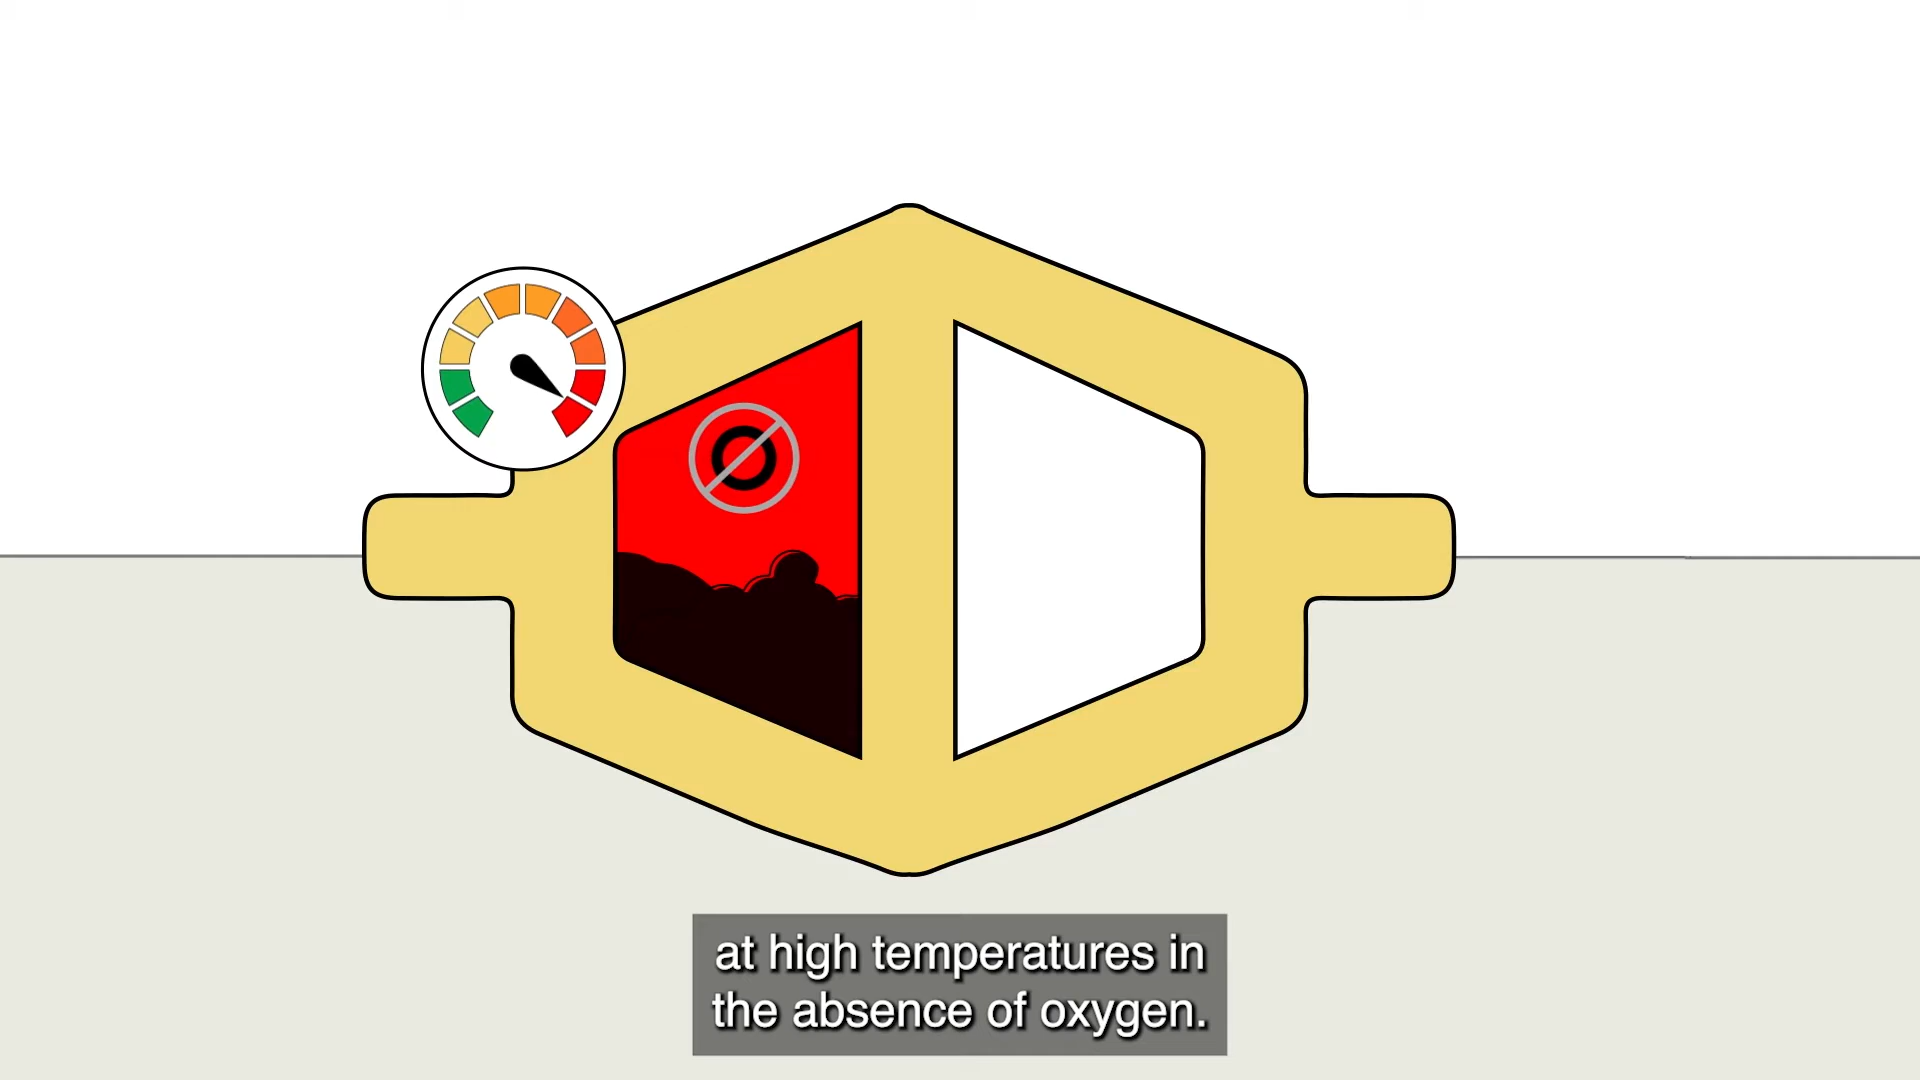 O
at high temperatures in
the absence of oxygen.